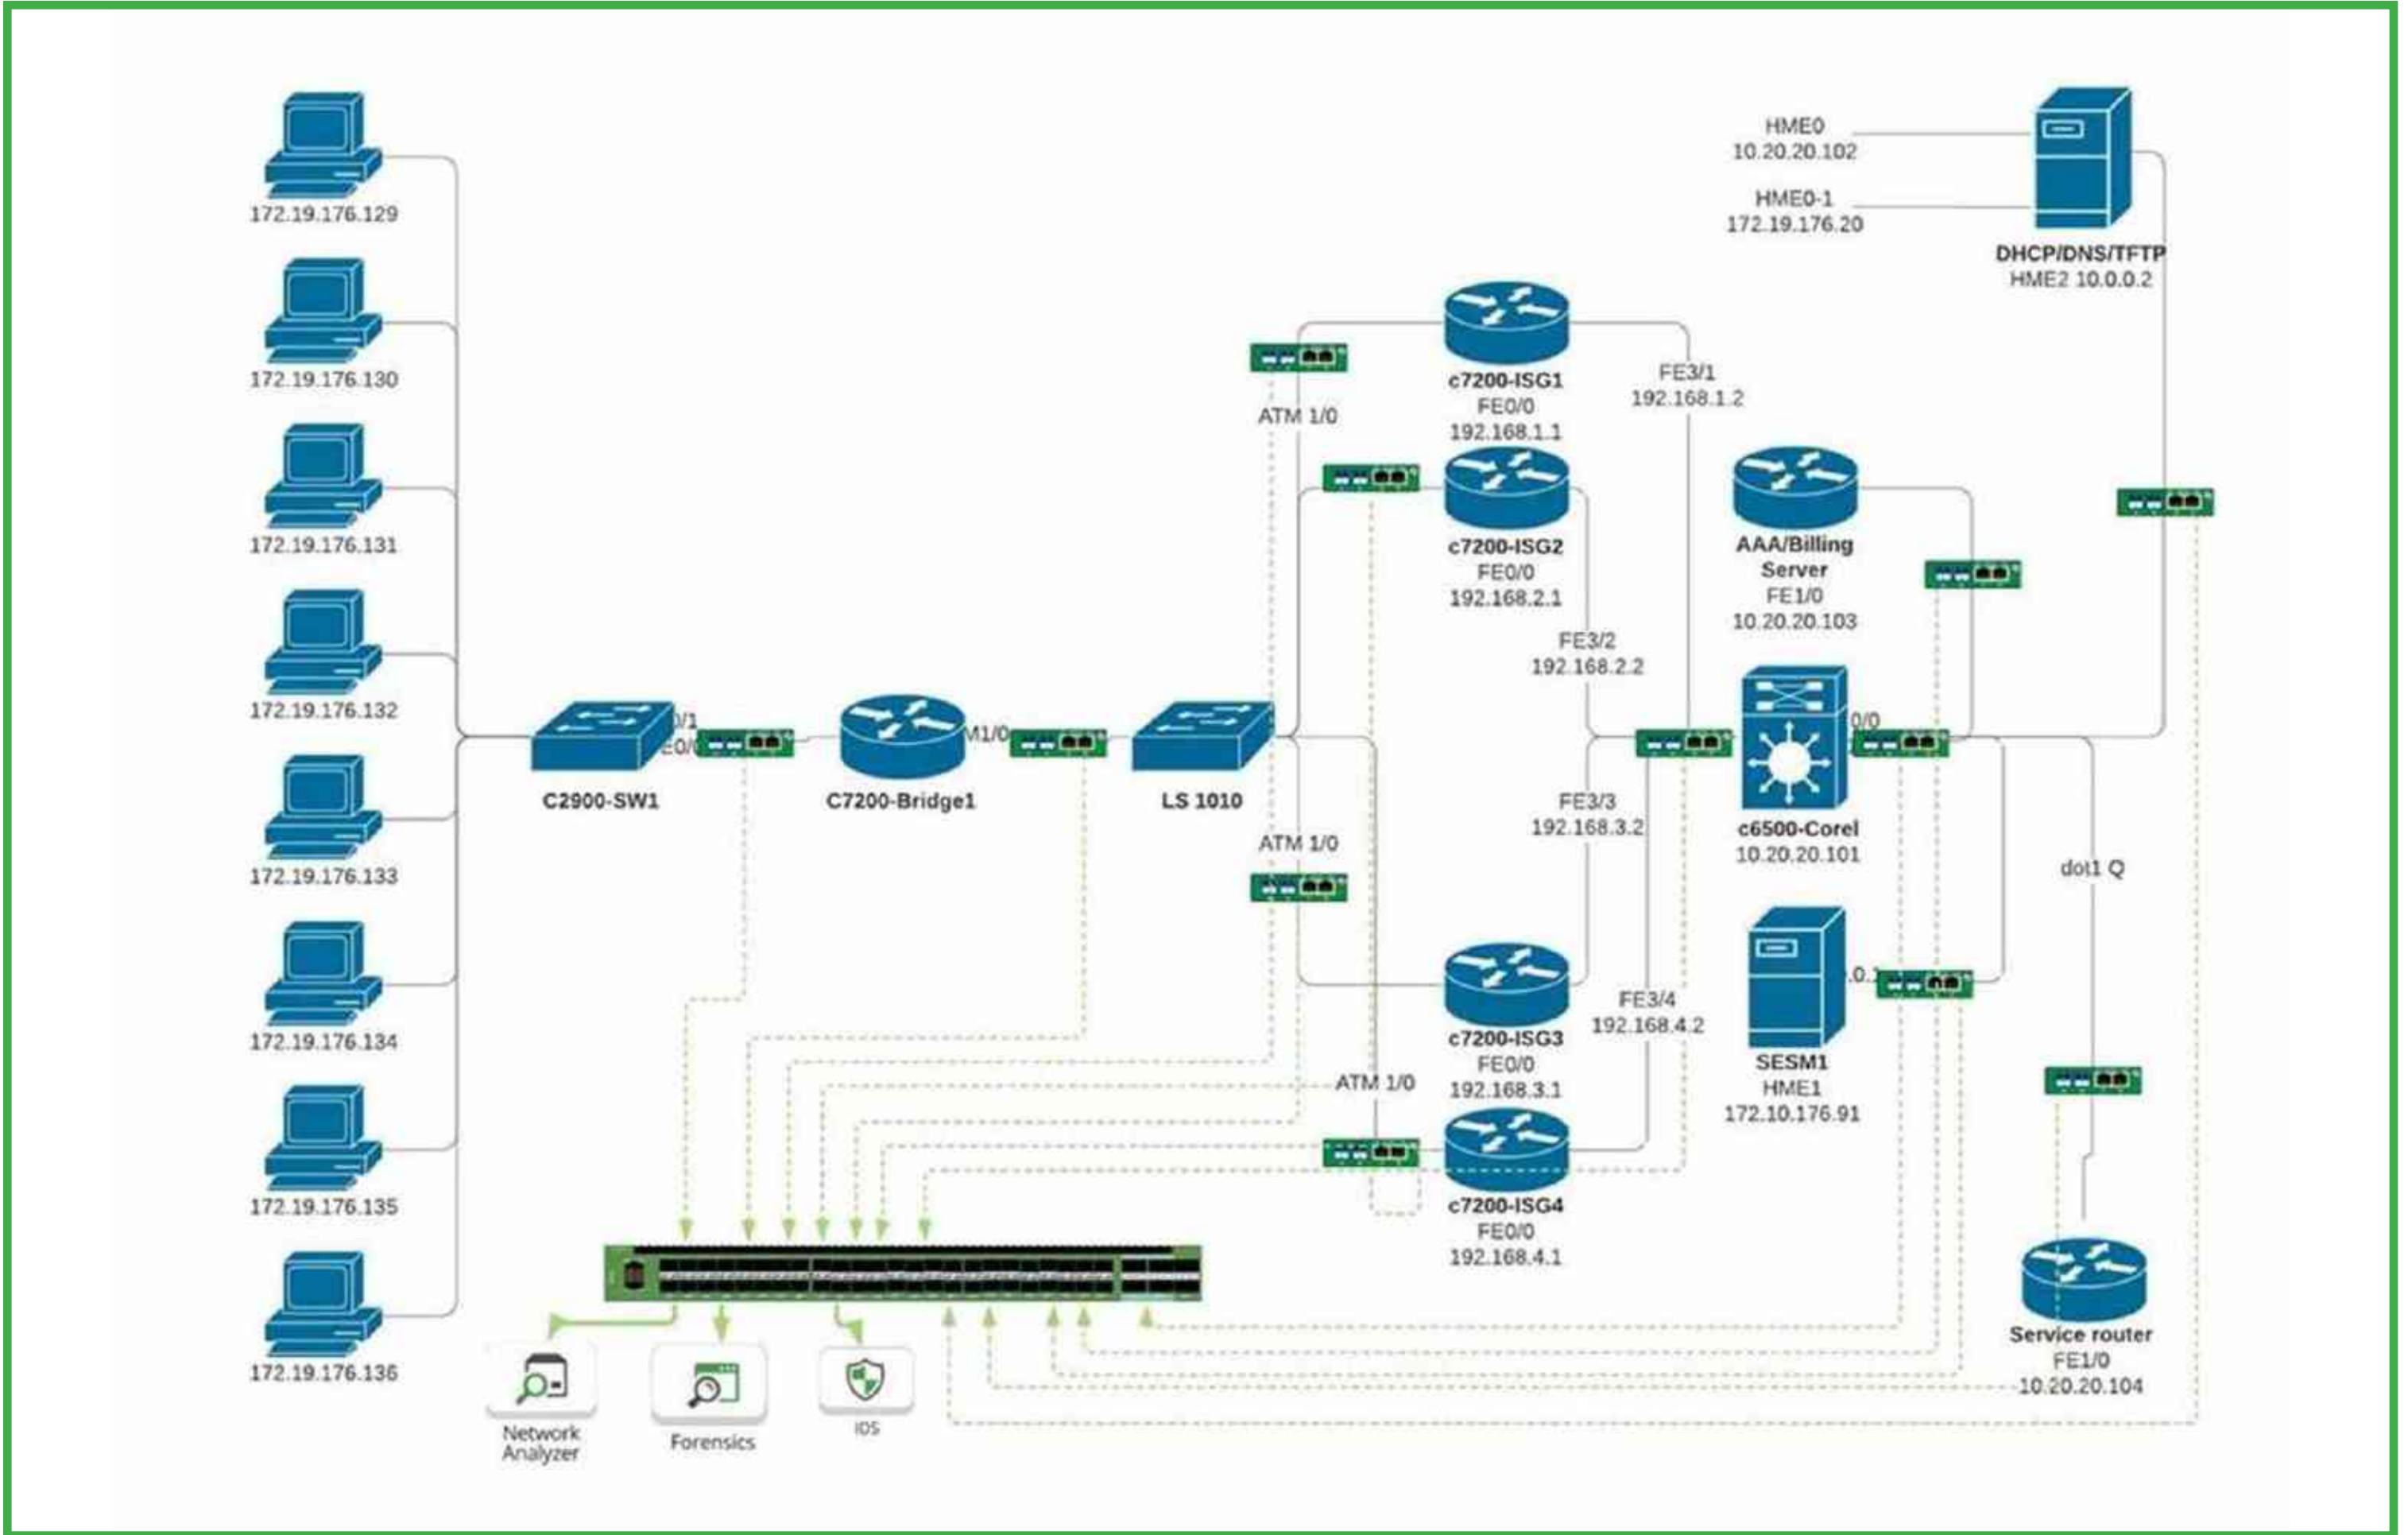 172.19.176.129
172.19.176.130
172.19.176.131
172.19.176.132
172.19.176.133
172.19.176.134
172.19.176.135
172.19.176.136
C2900-SW1
C7200-Bridge1
M1/0
LS 1010
ATM 1/0
ATM 1/0
ATM 1/0
c7200-ISG1
FE0/0
192.168.1.1
c7200-ISG2
FE0/0
192.168.2.1
c7200-ISG3
FE0/0
192.168.3.1
c7200-ISG4
FE0/0
192.168.4.1
FE3/1
192.168.1.2
FE3/2
192.168.2.2
FE3/3
192.168.3.2
FE3/4
192.168.4.2
HME0
10.20.20.102
HME0-1
172.19.176.20
DHCP/DNS/TFTP
HME2 10.0.0.2
AAA/Billing
Server
FE1/0
10.20.20.103
0/0
c6500-Corel
10.20.20.101
SESM1
HME1
172.10.176.91
dot1 Q
Service router
FE1/0
10.20.20.104
Network
Analyzer
Forensics
IDS